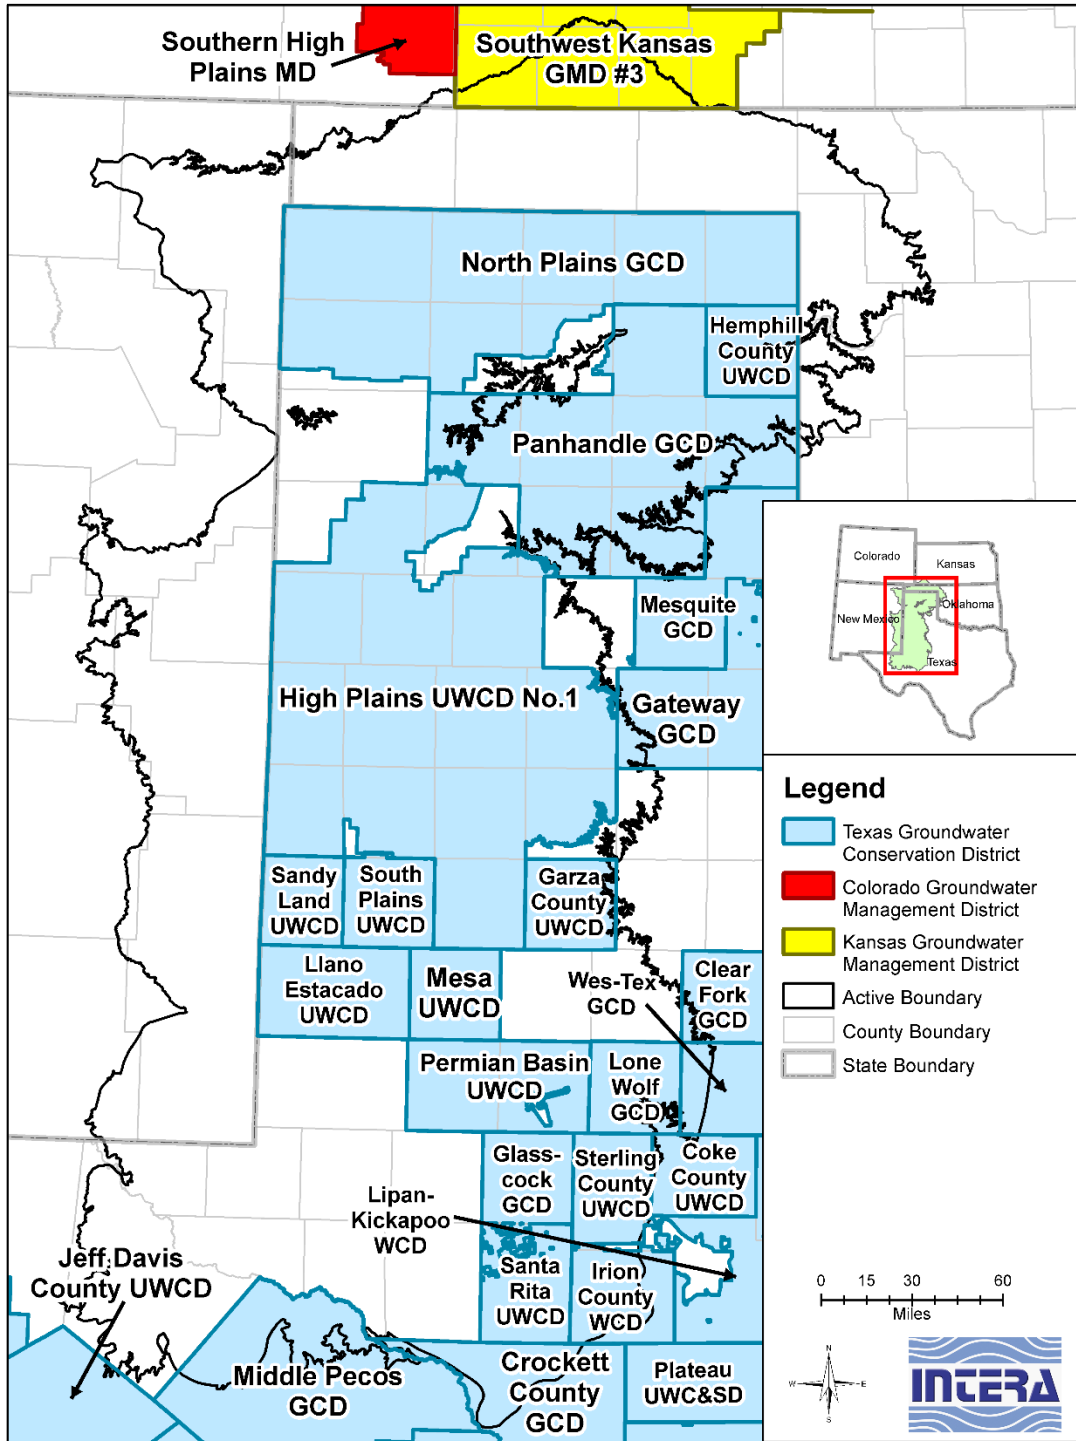 Southern High
Plains MD
Southwest Kansas
GMD #3
North Plains GCD
Hemphill
County
UWCD
Panhandle GCD
Colorado
Kansas
New Mexico
Oklahoma
Texas
Mesquite
GCD
High Plains UWCD No.1
Gateway
GCD
Legend
Texas Groundwater
Conservation District
Colorado Groundwater
Management District
Kansas Groundwater
Management District
Active Boundary
County Boundary
State Boundary
Sandy
Land
UWCD
South
Plains
UWCD
Garza
County
UWCD
Llano
Estacado
UWCD
Mesa
UWCD
Wes-Tex
GCD
Clear
Fork
GCD
Permian Basin
UWCD
Lone
Wolf
GCD
Glass-
cock
GCD
Sterling
County
UWCD
Coke
County
UWCD
Lipan-
Kickapoo
WCD
Jeff Davis
County UWCD
Santa
Rita
UWCD
Irion
County
WCD
Middle Pecos
GCD
Crockett
County
GCD
Plateau
UWC&SD
0 15 30 60
Miles
N
W E
S
INTERA